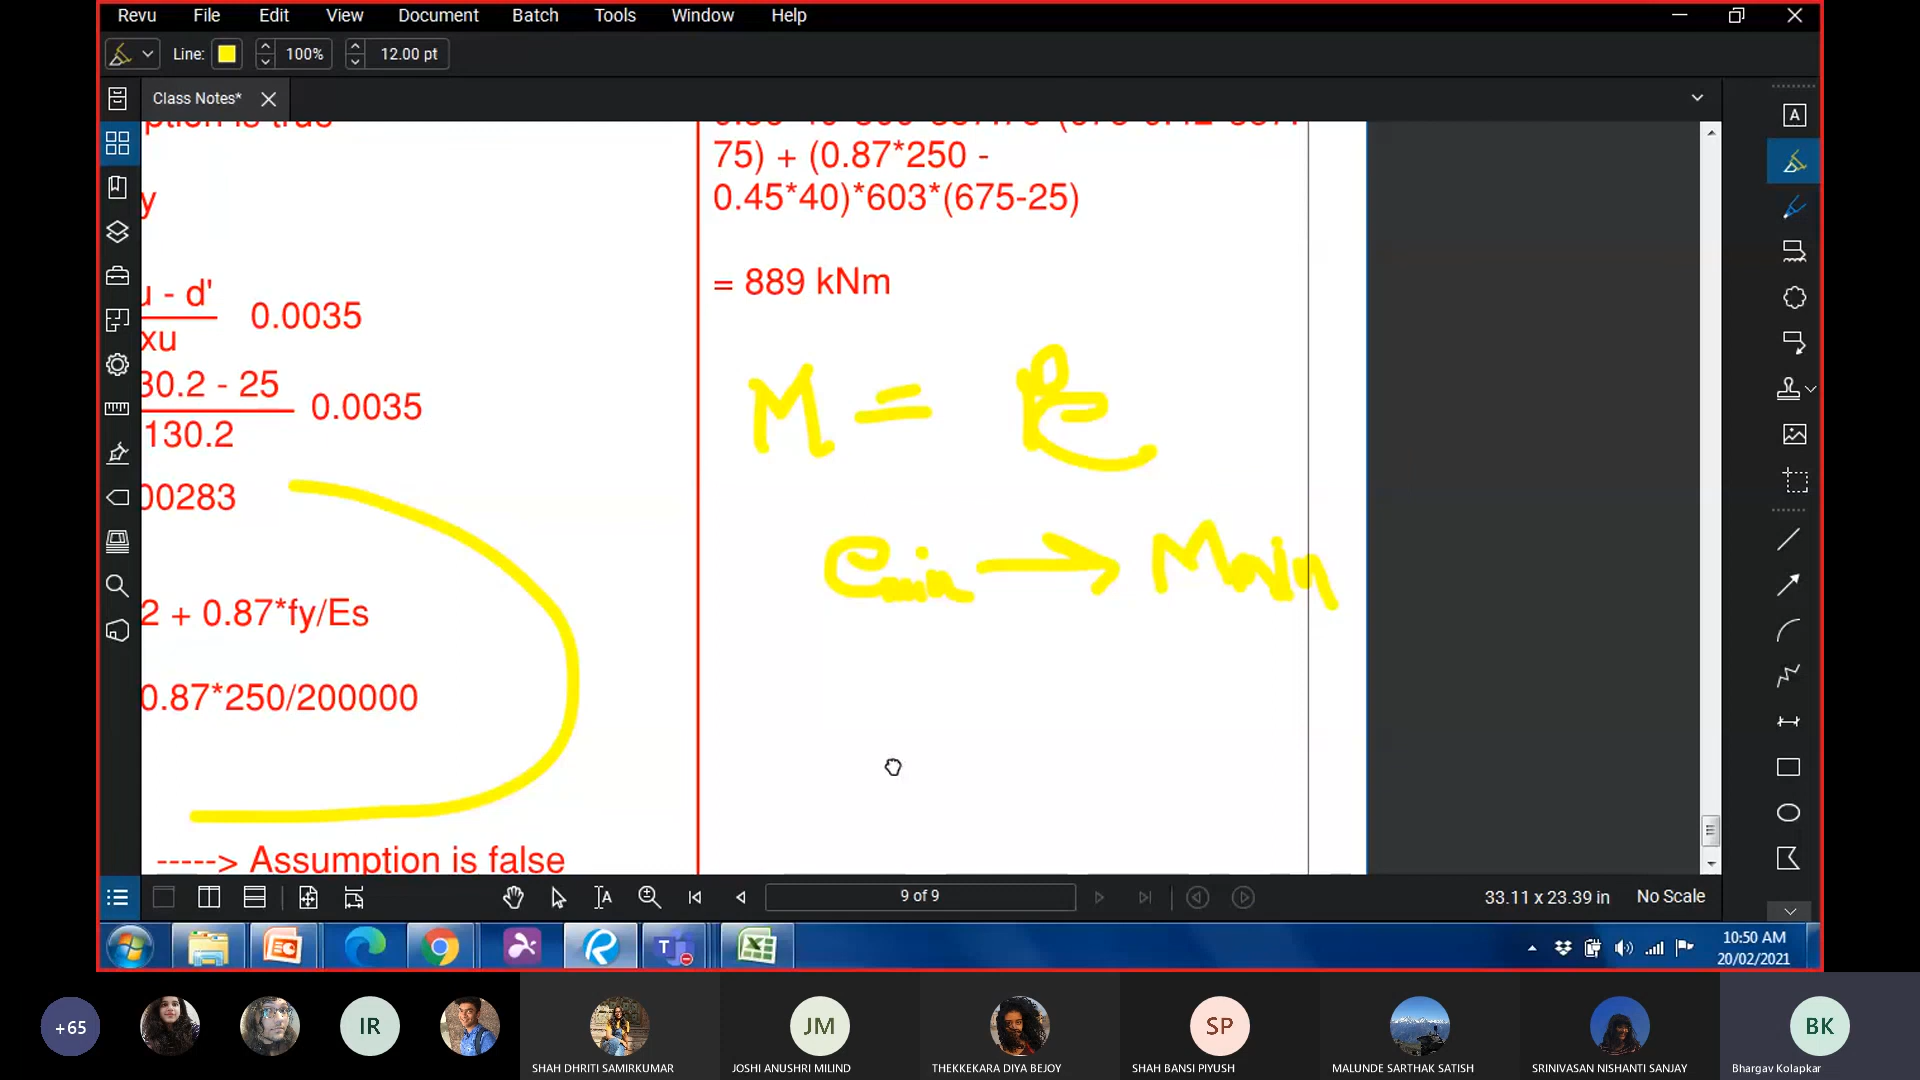 Revu File Edit View Document Batch Tools Window Help
Line: 100% 12.00 pt
Class Notes*
75) + (0.87*250 -
0.45*40)*603*(675-25)
= 889 kNm
M = Pe
emin → Mmin
y
u - d'
0.0035
xu
30.2 - 25
0.0035
130.2
00283
2 + 0.87*fy/Es
0.87*250/200000
-----> Assumption is false
9 of 9
33.11 x 23.39 in No Scale
10:50 AM
20/02/2021
+65
IR
JM
SP
BK
SHAH DHRITI SAMIRKUMAR
JOSHI ANUSHRI MILIND
THEKKEKARA DIYA BEJOY
SHAH BANSI PIYUSH
MALUNDE SARTHAK SATISH
SRINIVASAN NISHANTI SANJAY
Bhargav Kolapkar